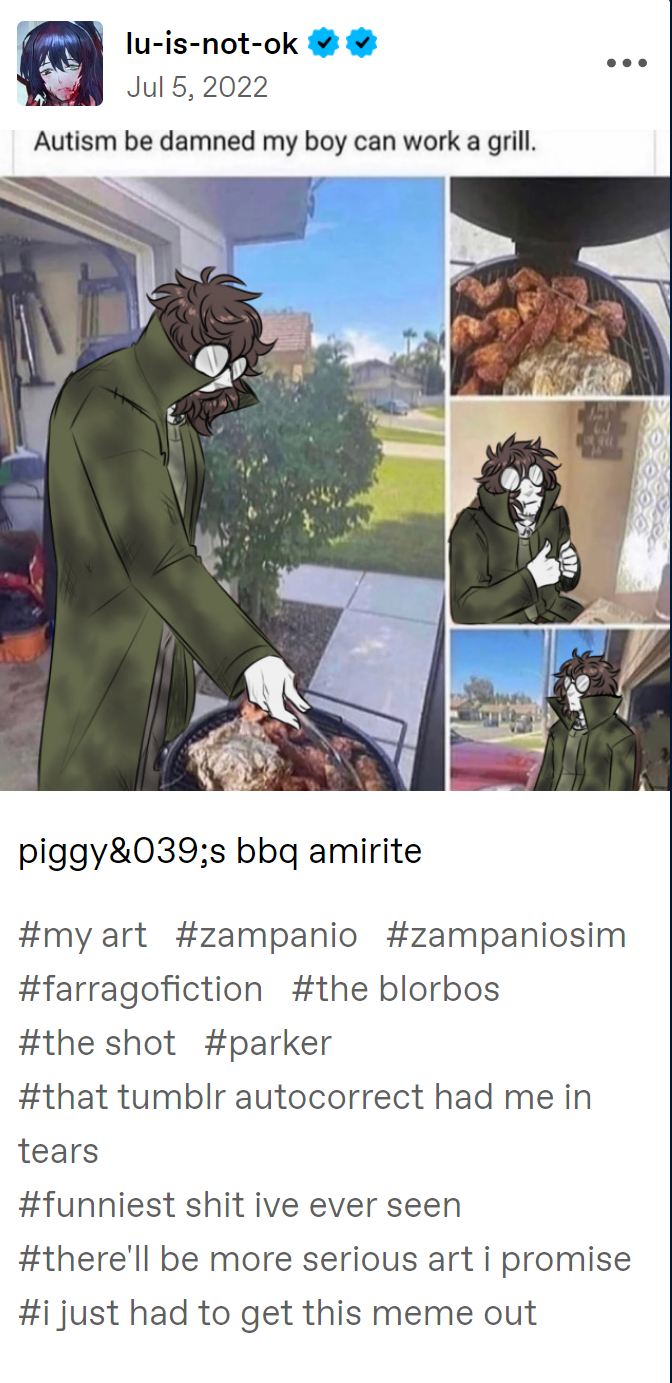 lu-is-not-ok
Jul 5, 2022
Autism be damned my boy can work a grill.
piggy&039;s bbq amirite
#my art #zampanio #zampaniosim
#farragofiction #the blorbos
#the shot #parker
#that tumblr autocorrect had me in
tears
#funniest shit ive ever seen
#there'll be more serious art i promise
#i just had to get this meme out